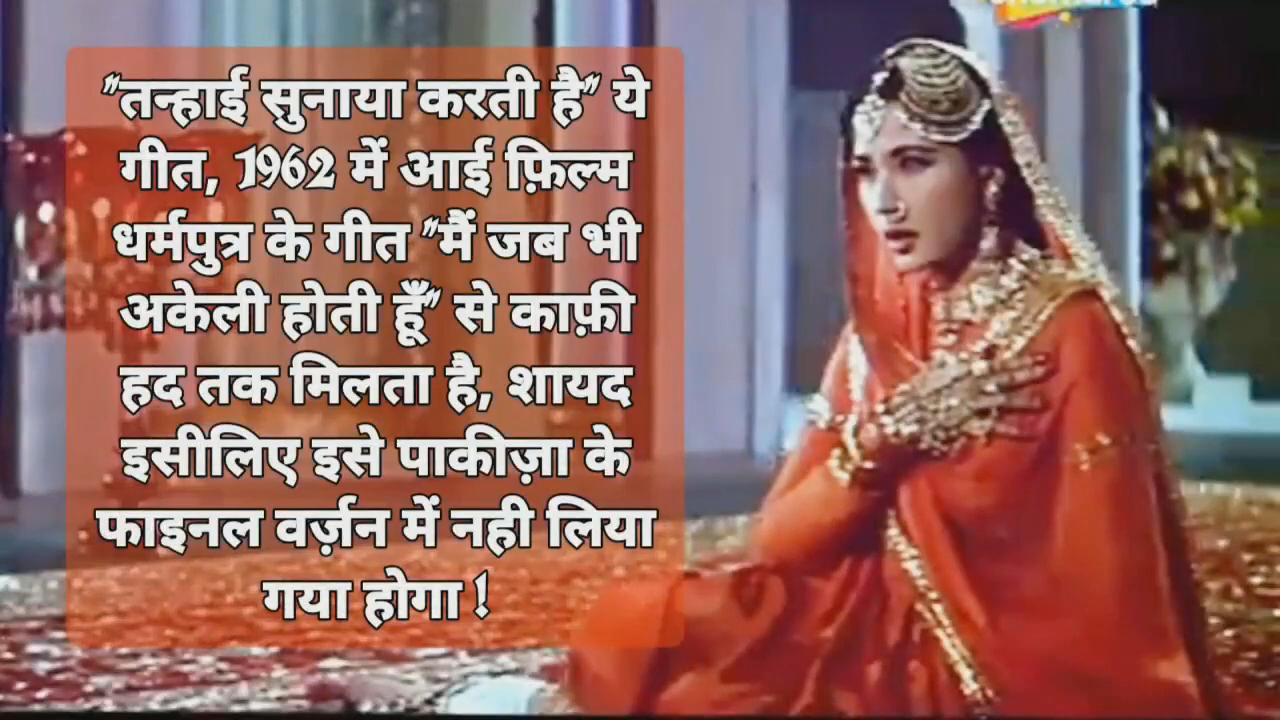 "तन्हाई सुनाया करती है" ये
गीत, 1962 में आई फ़िल्म
धर्मपुत्र के गीत "मैं जब भी
अकेली होती हूँ" से काफ़ी
हद तक मिलता है, शायद
इसीलिए इसे पाकीज़ा के
फाइनल वर्ज़न में नही लिया
गया होगा !